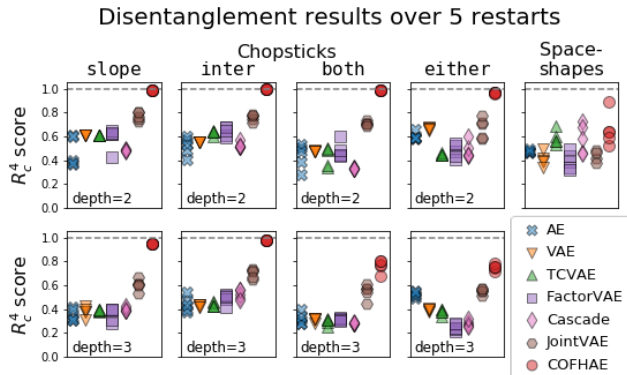 Disentanglement results over 5 restarts
Chopsticks
slope inter both either Space-
shapes
R_c^4 score
1.0
0.8
0.6
0.4
0.2
0.0
depth=2 depth=2 depth=2 depth=2
R_c^4 score
1.0
0.8
0.6
0.4
0.2
0.0
depth=3 depth=3 depth=3 depth=3
AE
VAE
TCVAE
FactorVAE
Cascade
JointVAE
COFHAE